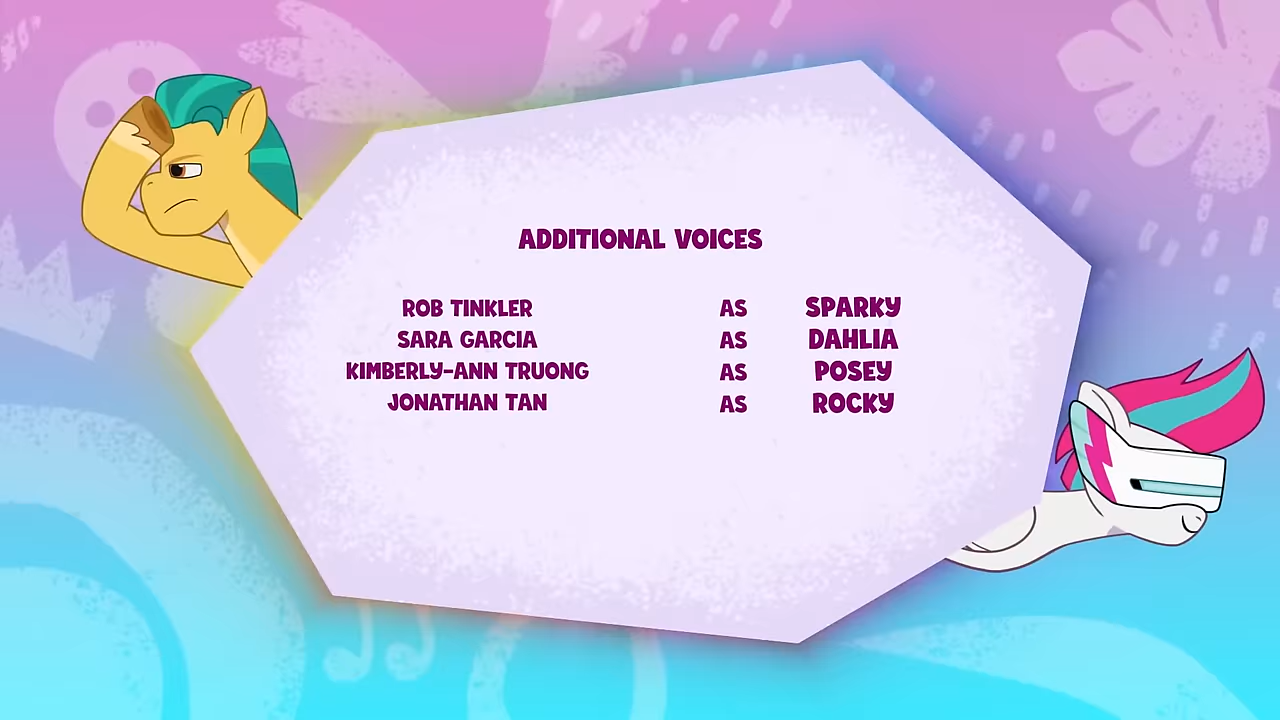 ADDITIONAL VOICES
ROB TINKLER AS SPARKY
SARA GARCIA AS DAHLIA
KIMBERLY-ANN TRUONG AS POSEY
JONATHAN TAN AS ROCKY